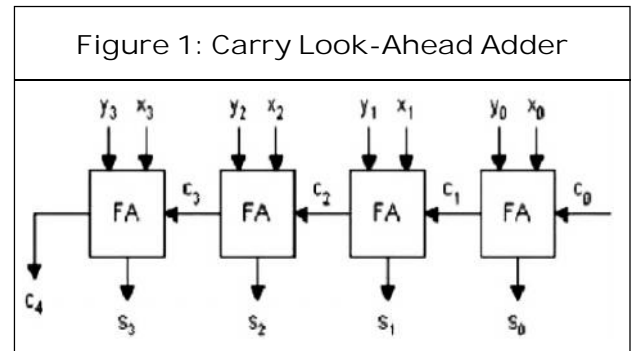 Figure 1: Carry Look-Ahead Adder
y₃ x₃ y₂ x₂ y₁ x₁ y₀ x₀
FA c₃ FA c₂ FA c₁ FA c₀
c₄ s₃ s₂ s₁ s₀